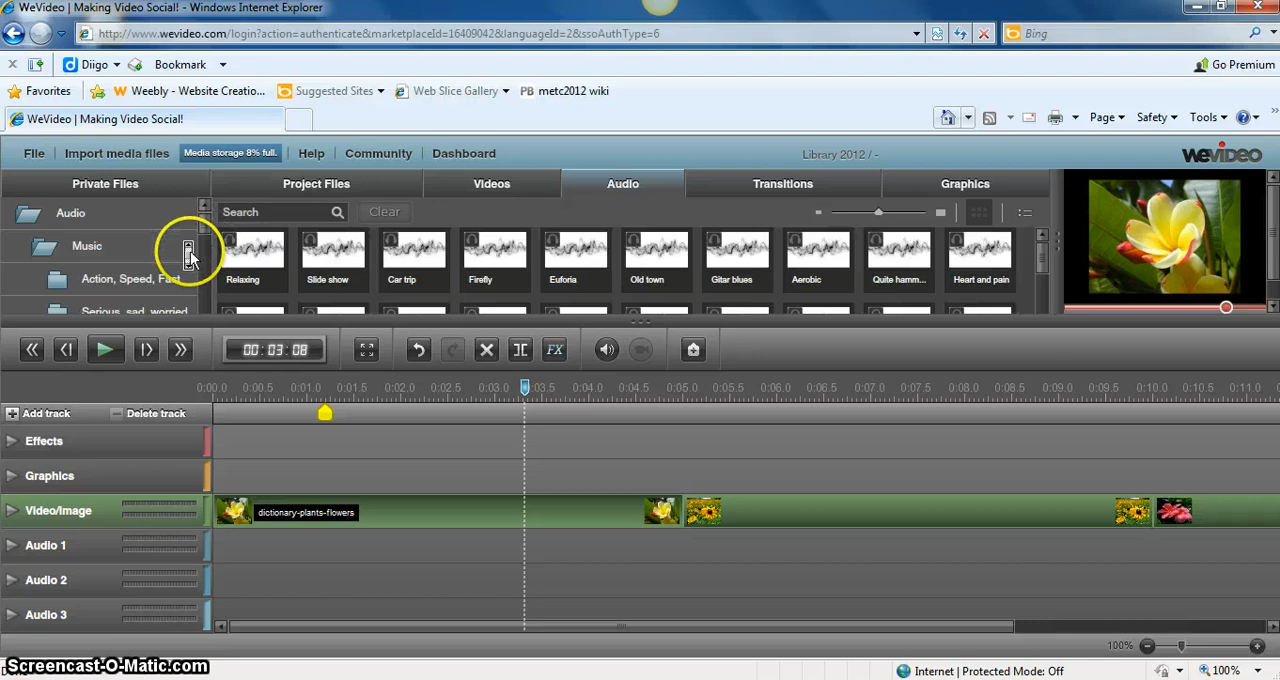 WeVideo | Making Video Social! - Windows Internet Explorer
http://www.wevideo.com/login?action=authenticate&marketplaceId=16409042&languageId=2&ssoAuthType=6
Bing
Diigo
Bookmark
Go Premium
Favorites
Weebly - Website Creatio...
Suggested Sites
Web Slice Gallery
PB metc2012 wiki
WeVideo | Making Video Social!
Page
Safety
Tools
File
Import media files
Media storage 8% full.
Help
Community
Dashboard
Library 2012 / -
wevideo
Private Files
Project Files
Videos
Audio
Transitions
Graphics
Audio
Search
Clear
Music
Action, Speed, Fast
Serious, sad, worried
Relaxing
Slide show
Car trip
Firefly
Euforia
Old town
Gitar blues
Aerobic
Quite hamm...
Heart and pain
00:03:08
FX
0:00.0 0:00.5 0:01.0 0:01.5 0:02.0 0:02.5 0:03.0 0:03.5 0:04.0 0:04.5 0:05.0 0:05.5 0:06.0 0:06.5 0:07.0 0:07.5 0:08.0 0:08.5 0:09.0 0:09.5 0:10.0 0:10.5 0:11.0
Add track
Delete track
Effects
Graphics
Video/Image
dictionary-plants-flowers
Audio 1
Audio 2
Audio 3
100%
Screencast-O-Matic.com
Internet | Protected Mode: Off
100%